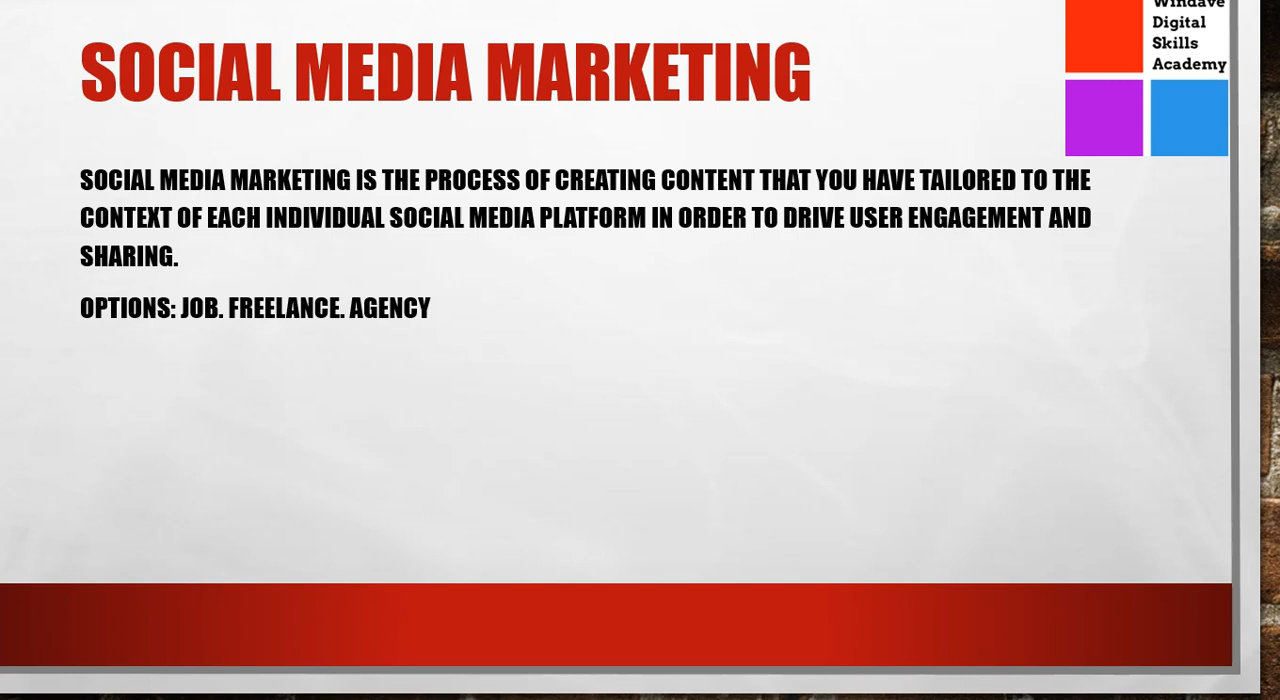 Windave
Digital
Skills
Academy
SOCIAL MEDIA MARKETING
SOCIAL MEDIA MARKETING IS THE PROCESS OF CREATING CONTENT THAT YOU HAVE TAILORED TO THE
CONTEXT OF EACH INDIVIDUAL SOCIAL MEDIA PLATFORM IN ORDER TO DRIVE USER ENGAGEMENT AND
SHARING.
OPTIONS: JOB. FREELANCE. AGENCY